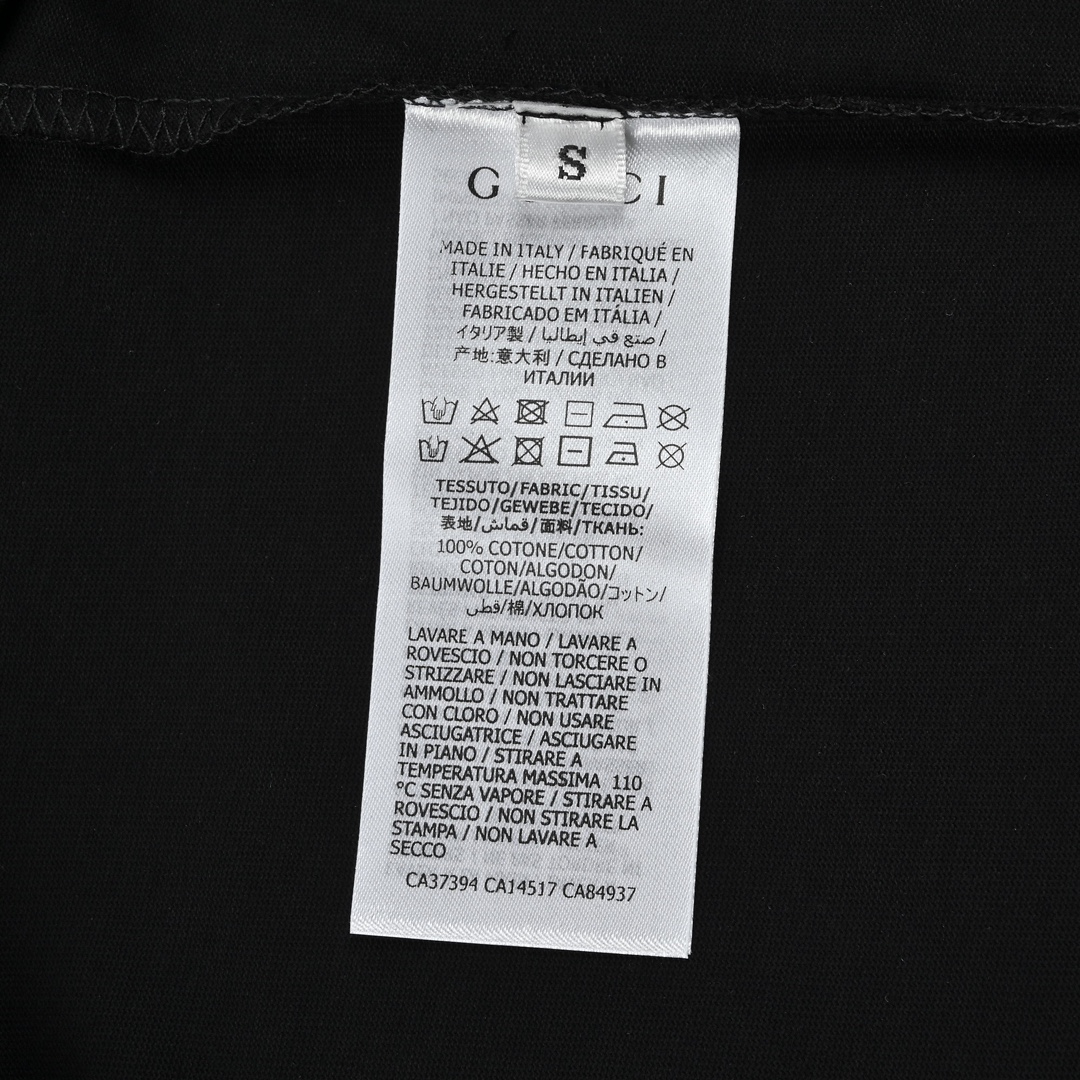 S
G CI
MADE IN ITALY / FABRIQUÉ EN
ITALIE / HECHO EN ITALIA /
HERGESTELLT IN ITALIEN /
FABRICADO EM ITÁLIA /
イタリア製 / صنع في إيطاليا /
产地:意大利 / СДЕЛАНО В
ИТАЛИИ
TESSUTO/FABRIC/TISSU/
TEJIDO/GEWEBE/TECIDO/
表地/قماش/面料/ТКАНЬ:
100% COTONE/COTTON/
COTON/ALGODON/
BAUMWOLLE/ALGODÃO/コットン/
قطن/棉/ХЛОПОК
LAVARE A MANO / LAVARE A
ROVESCIO / NON TORCERE O
STRIZZARE / NON LASCIARE IN
AMMOLLO / NON TRATTARE
CON CLORO / NON USARE
ASCIUGATRICE / ASCIUGARE
IN PIANO / STIRARE A
TEMPERATURA MASSIMA 110
°C SENZA VAPORE / STIRARE A
ROVESCIO / NON STIRARE LA
STAMPA / NON LAVARE A
SECCO
CA37394 CA14517 CA84937